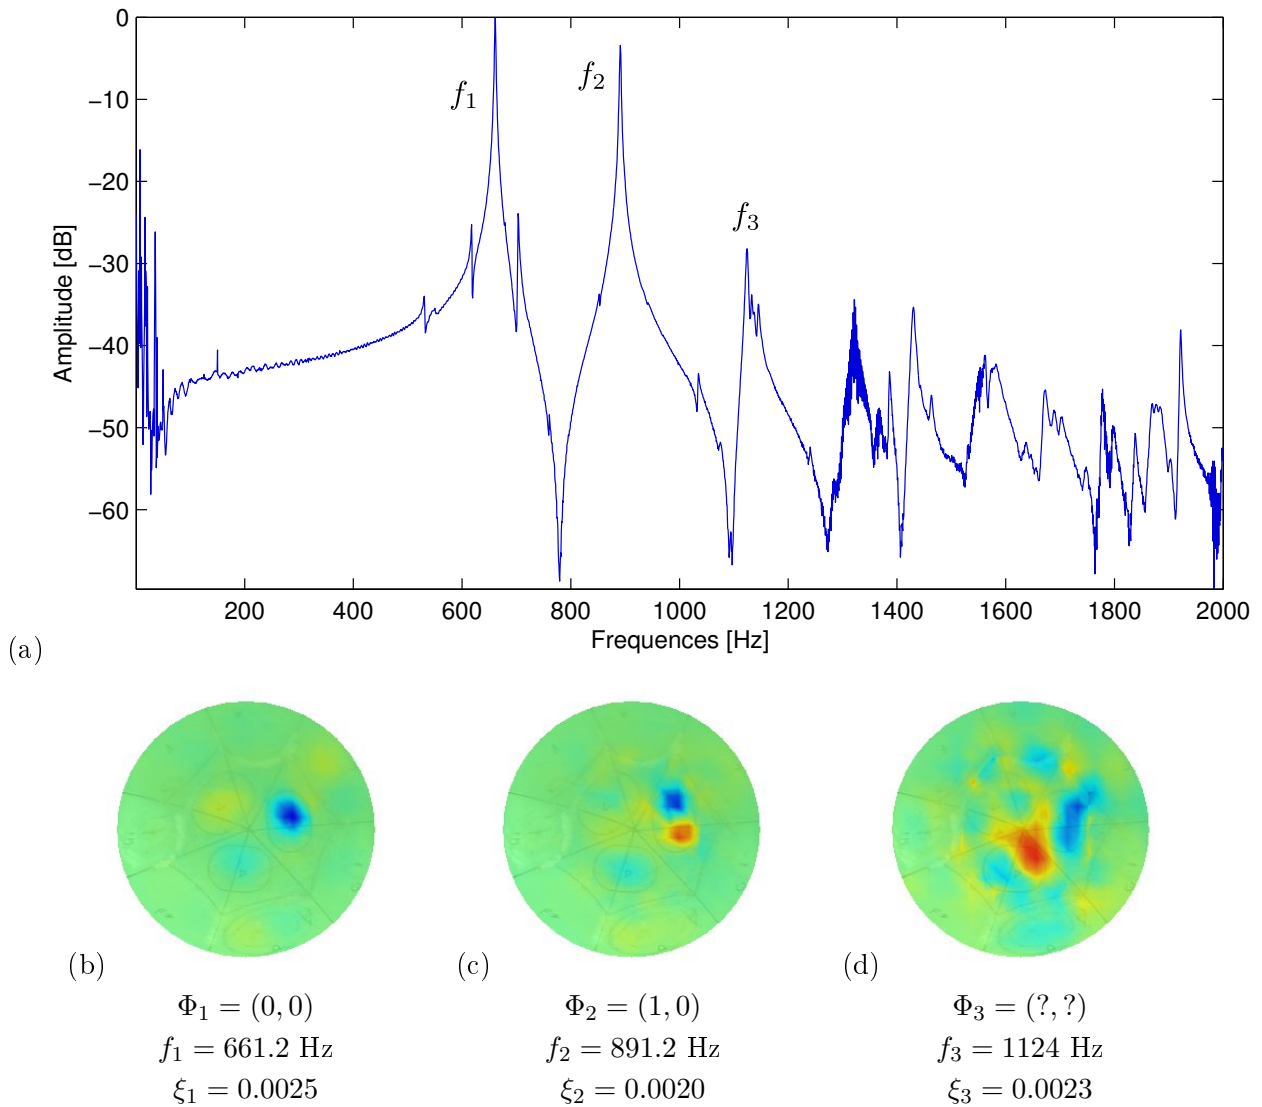 0
−10
−20
−30
−40
−50
−60
Amplitude [dB]
f₁
f₂
f₃
200 400 600 800 1000 1200 1400 1600 1800 2000
Frequences [Hz]
(a)
(b) (c) (d)
Φ₁ = (0, 0) Φ₂ = (1, 0) Φ₃ = (?, ?)
f₁ = 661.2 Hz f₂ = 891.2 Hz f₃ = 1124 Hz
ξ₁ = 0.0025 ξ₂ = 0.0020 ξ₃ = 0.0023